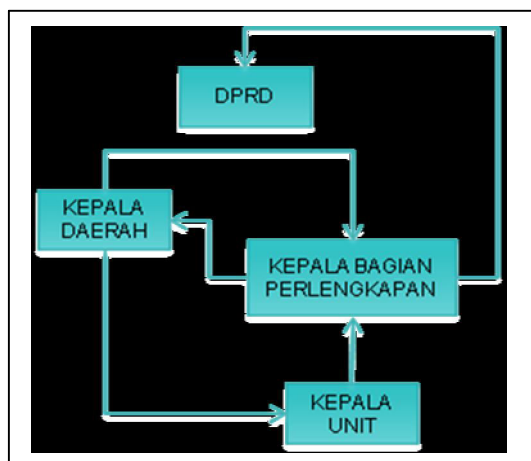 DPRD
KEPALA
DAERAH
KEPALA BAGIAN
PERLENGKAPAN
KEPALA
UNIT